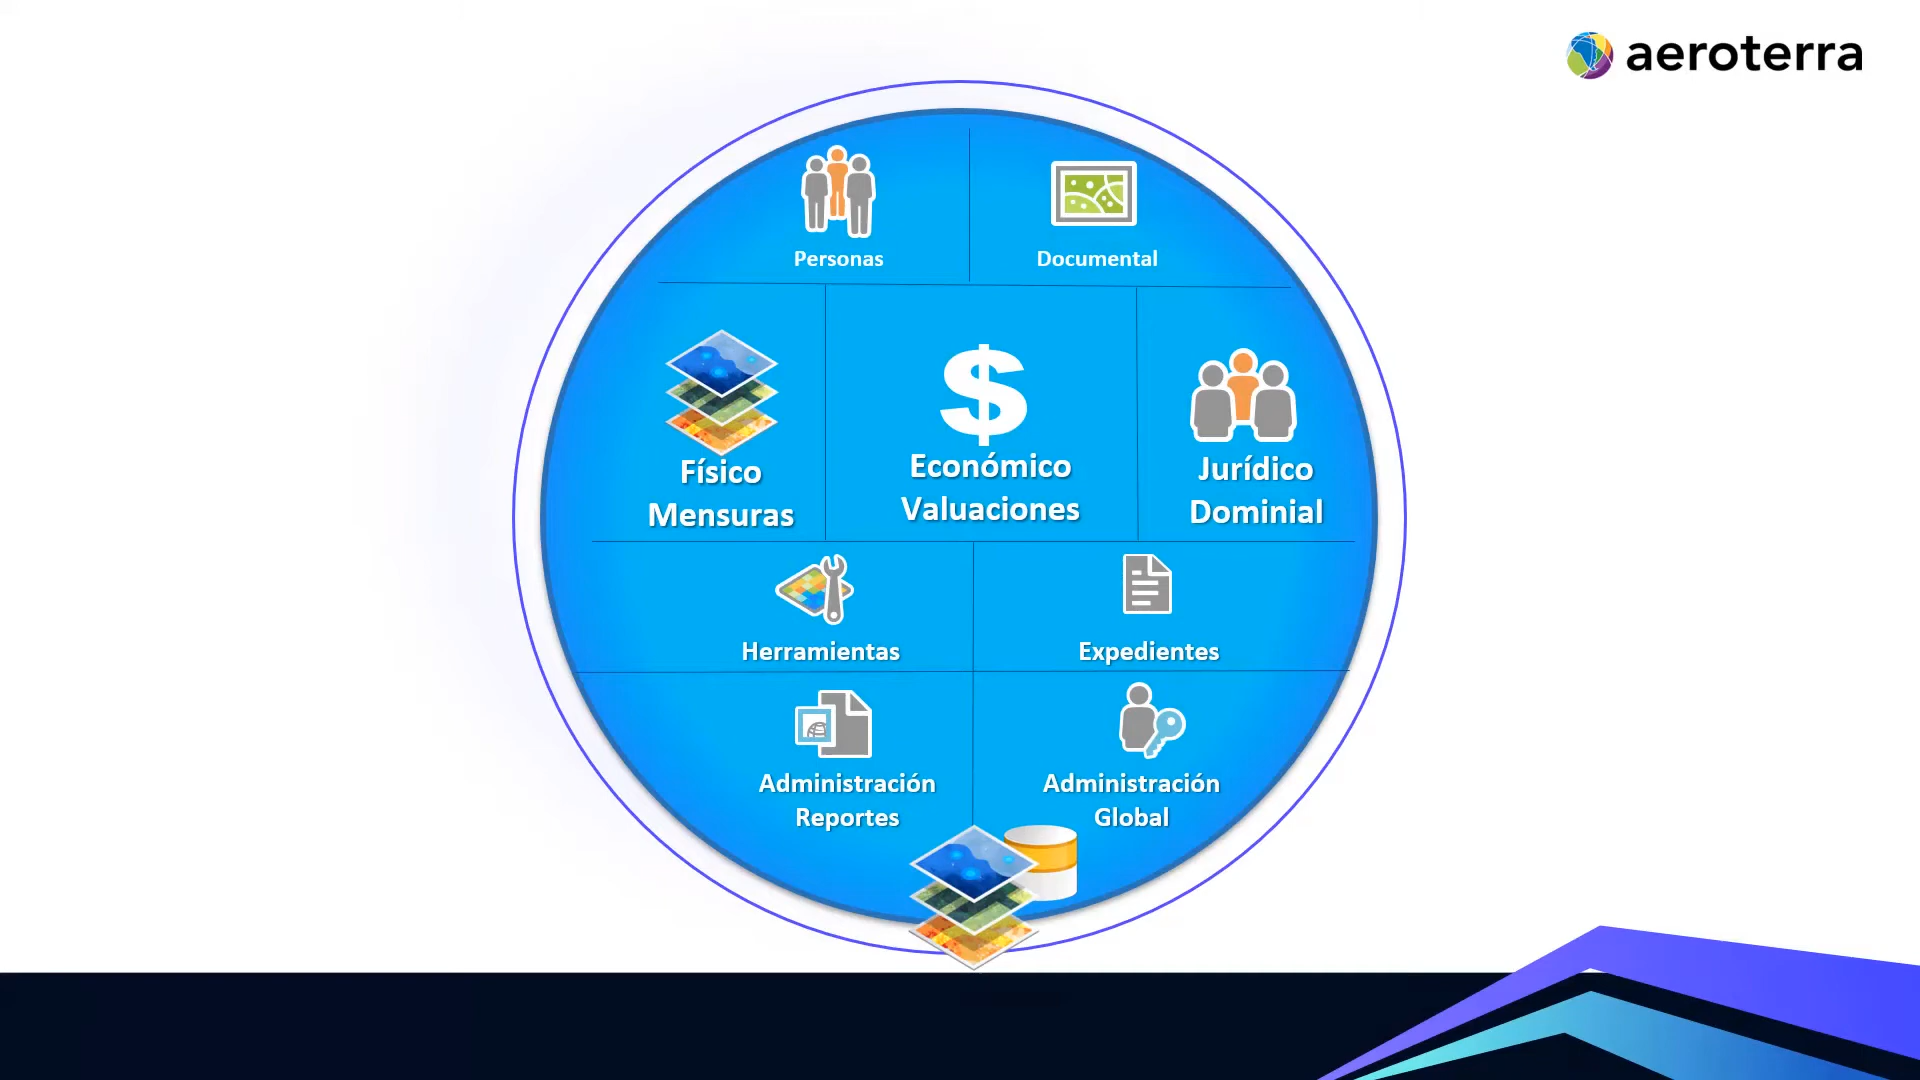 aeroterra
Personas
Documental
Físico
Mensuras
$
Económico
Valuaciones
Jurídico
Dominial
Herramientas
Expedientes
Administración
Reportes
Administración
Global